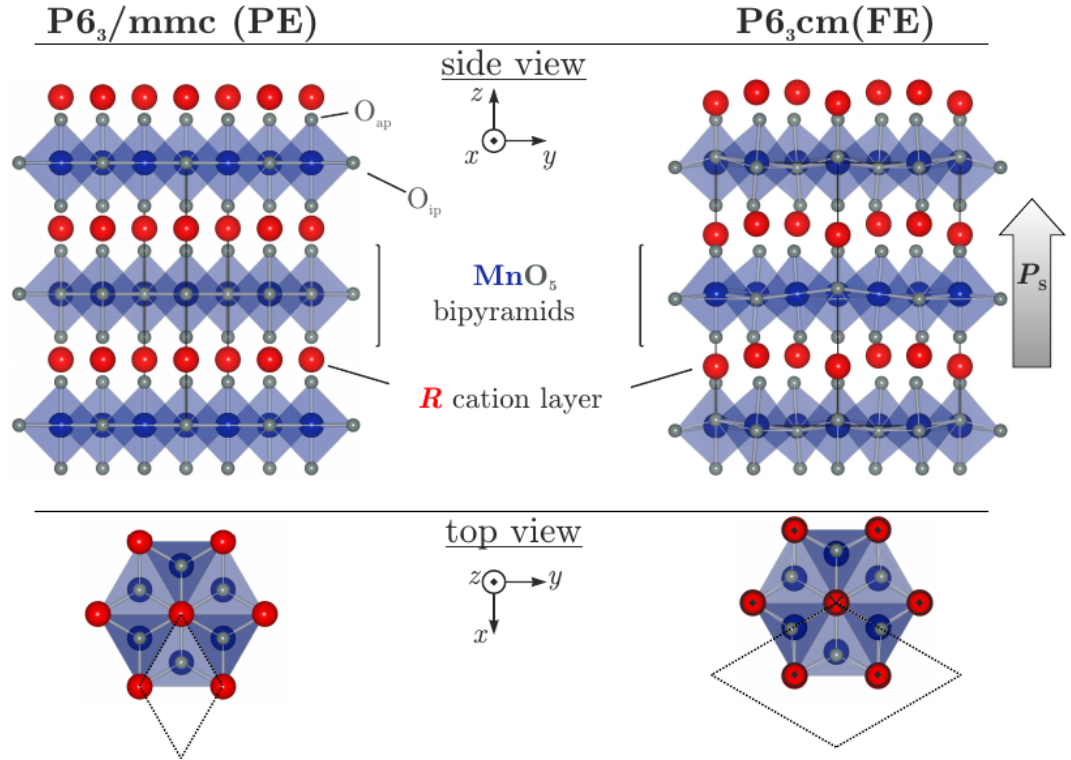 P6₃/mmc (PE)
P6₃cm(FE)
side view
z
x
y
O_ap
O_ip
MnO₅
bipyramids
P_s
R cation layer
top view
z
y
x